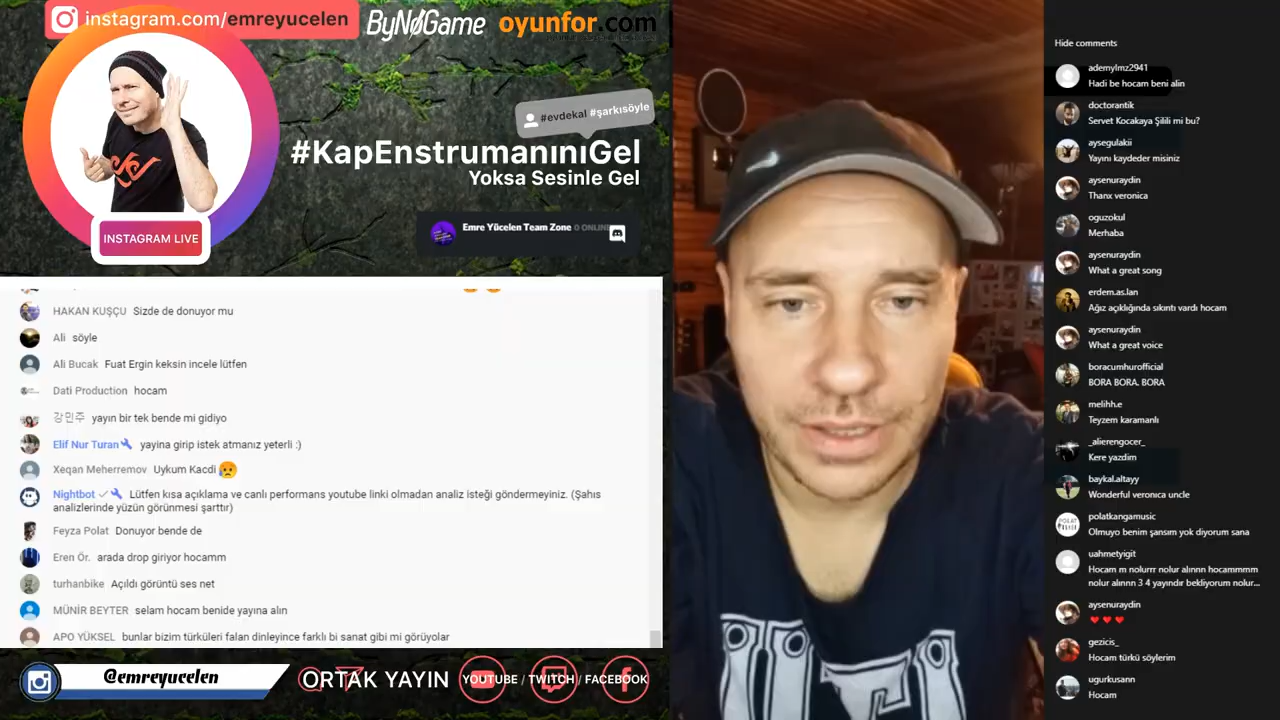 instagram.com/emreyucelen
ByNoGame
oyunfor.com
#evdekal #şarkısöyle
#KapEnstrumanınıGel
Yoksa Sesinle Gel
INSTAGRAM LIVE
Emre Yücelen Team Zone 0 ONLINE
HAKAN KUŞÇU Sizde de donuyor mu
Ali söyle
Ali Bucak Fuat Ergin keksin incele lütfen
Dati Production hocam
강민주 yayın bir tek bende mi gidiyo
Elif Nur Turan yayina girip istek atmanız yeterli :)
Xeqan Meherremov Uykum Kacdi
Nightbot Lütfen kısa açıklama ve canlı performans youtube linki olmadan analiz isteği göndermeyiniz. (Şahıs
analizlerinde yüzün görünmesi şarttır)
Feyza Polat Donuyor bende de
Eren Ör. arada drop giriyor hocamm
turhanbike Açıldı görüntü ses net
MÜNİR BEYTER selam hocam benide yayına alın
APO YÜKSEL bunlar bizim türküleri falan dinleyince farklı bi sanat gibi mi görüyolar
@emreyucelen
ORTAK YAYIN
YOUTUBE / TWITCH / FACEBOOK
Hide comments
ademylmz2941
Hadi be hocam beni alin
doctorantik
Servet Kocakaya Şilili mi bu?
aysegulakii
Yayını kaydeder misiniz
aysenuraydin
Thanx veronica
oguzokul
Merhaba
aysenuraydin
What a great song
erdem.as.lan
Ağız açıklığında sıkıntı vardı hocam
aysenuraydin
What a great voice
boracumhurofficial
BORA BORA. BORA
melihh.e
Teyzem karamanlı
_alierengocer_
Kere yazdim
baykal.altayy
Wonderful veronıca uncle
polatkangamusic
Olmuyo benim şansım yok diyorum sana
uahmetyigit
Hocam m nolurrr nolur alınnn hocammmm
nolur alınnn 3 4 yayındır bekliyorum nolur...
aysenuraydin
gezicis_
Hocam türkü söylerim
ugurkusann
Hocam